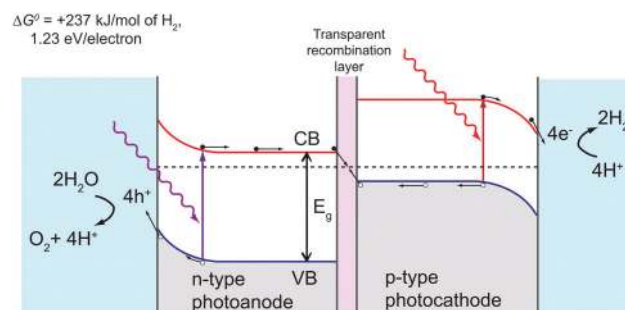 ΔG⁰ = +237 kJ/mol of H₂,
1.23 eV/electron
Transparent
recombination
layer
CB
4e⁻
2H₂
4H⁺
2H₂O
4h⁺
E_g
O₂+ 4H⁺
VB
n-type
photoanode
p-type
photocathode